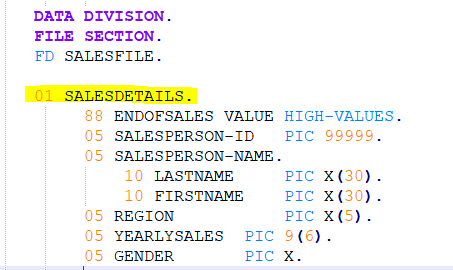 DATA DIVISION.
FILE SECTION.
FD SALESFILE.
01 SALESDETAILS.
88 ENDOFSALES VALUE HIGH-VALUES.
05 SALESPERSON-ID PIC 99999.
05 SALESPERSON-NAME.
10 LASTNAME PIC X(30).
10 FIRSTNAME PIC X(30).
05 REGION PIC X(5).
05 YEARLYSALES PIC 9(6).
05 GENDER PIC X.